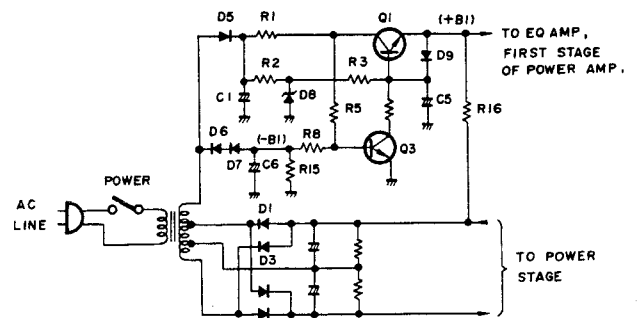 D5
R1
Q1
(+B1)
TO EQ AMP,
FIRST STAGE
OF POWER AMP.
D9
R2
R3
C1
D8
R5
C5
R16
D6
(-B1)
R8
D7
C6
R15
Q3
POWER
AC
LINE
D1
D3
TO POWER
STAGE